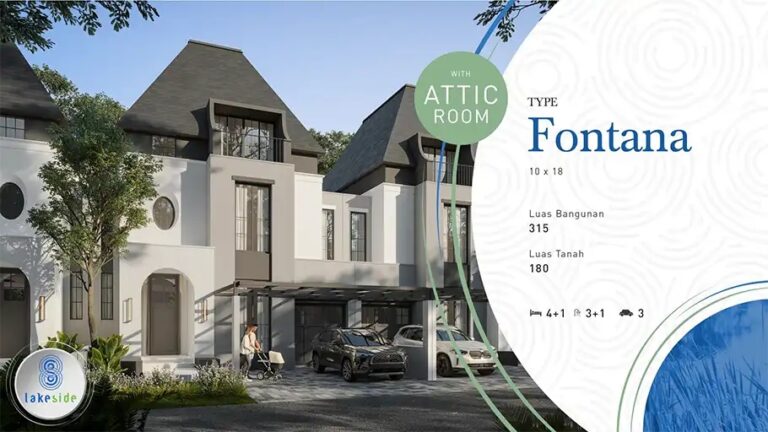 WITH
ATTIC
ROOM
TYPE
Fontana
10 x 18
Luas Bangunan
315
Luas Tanah
180
4+1 3+1 3
8
lakeside